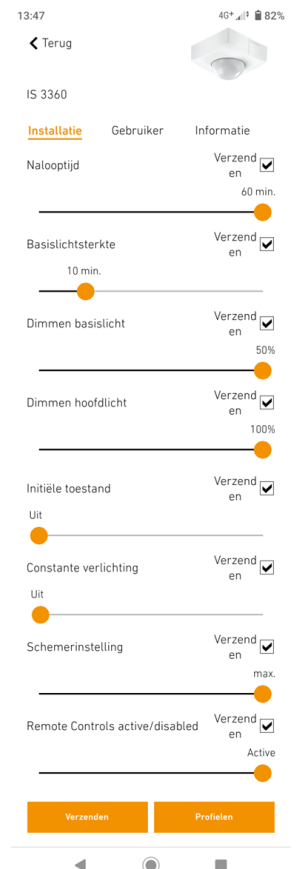 13:47 4G+ 82%
Terug
IS 3360
Installatie Gebruiker Informatie
Nalooptijd Verzend
en
60 min.
Basislichtsterkte Verzend
en
10 min.
Dimmen basislicht Verzend
en
50%
Dimmen hoofdlicht Verzend
en
100%
Initiële toestand Verzend
en
Uit
Constante verlichting Verzend
en
Uit
Schemerinstelling Verzend
en
max.
Remote Controls active/disabled Verzend
en
Active
Verzenden Profielen